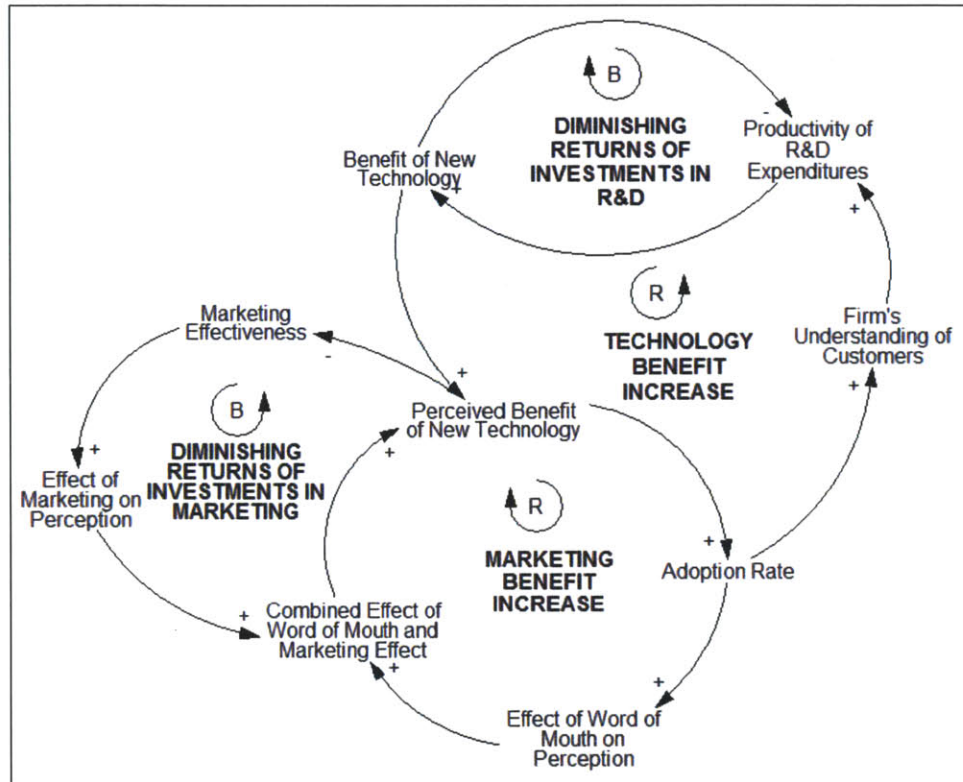 B
DIMINISHING
RETURNS OF
INVESTMENTS IN
R&D
-
Productivity of
R&D
Expenditures
Benefit of New
Technology
+
+
R
TECHNOLOGY
BENEFIT
INCREASE
Firm's
Understanding of
Customers
+
Marketing
Effectiveness
-
+
Perceived Benefit
of New Technology
+
B
DIMINISHING
RETURNS OF
INVESTMENTS IN
MARKETING
+
Effect of
Marketing on
Perception
R
MARKETING
BENEFIT
INCREASE
+
Adoption Rate
+
Combined Effect of
Word of Mouth and
Marketing Effect
+
+
Effect of Word of
Mouth on
Perception